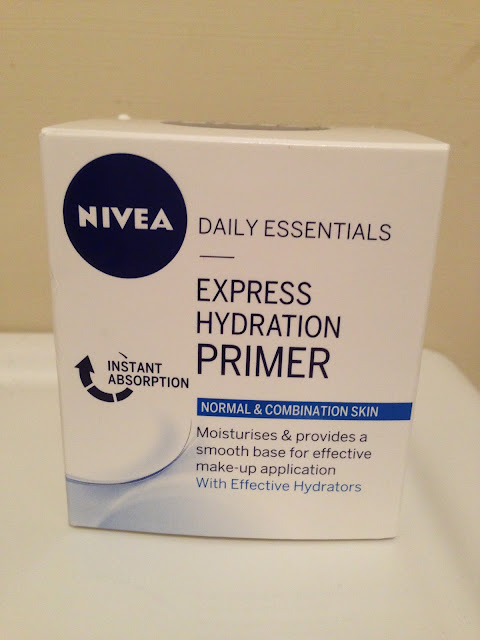 NIVEA
DAILY ESSENTIALS
EXPRESS
HYDRATION
PRIMER
INSTANT
ABSORPTION
NORMAL & COMBINATION SKIN
Moisturises & provides a
smooth base for effective
make-up application
With Effective Hydrators